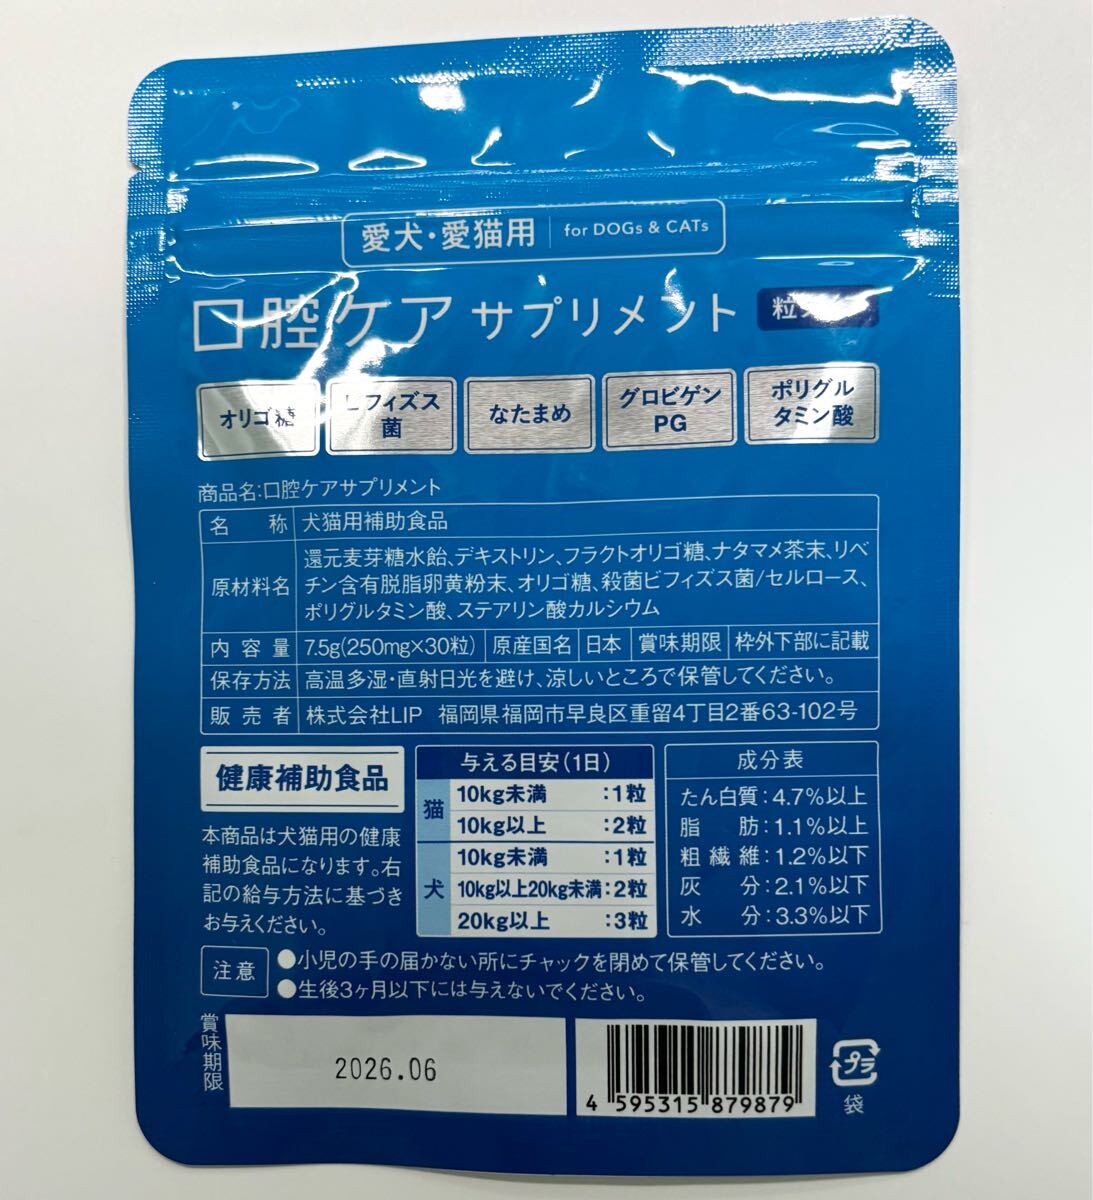 愛犬・愛猫用 for DOGs & CATs
口腔ケア サプリメント 粒
オリゴ糖
ビフィズス
菌
なたまめ
グロビゲン
PG
ポリグル
タミン酸
商品名:口腔ケアサプリメント
名称 犬猫用補助食品
原材料名 還元麦芽糖水飴、デキストリン、フラクトオリゴ糖、ナタマメ茶末、リベ
チン含有脱脂卵黄粉末、オリゴ糖、殺菌ビフィズス菌/セルロース、
ポリグルタミン酸、ステアリン酸カルシウム
内容量 7.5g(250mg×30粒) 原産国名 日本 賞味期限 枠外下部に記載
保存方法 高温多湿・直射日光を避け、涼しいところで保管してください。
販売者 株式会社LIP 福岡県福岡市早良区重留4丁目2番63-102号
健康補助食品
本商品は犬猫用の健康
補助食品になります。右
記の給与方法に基づき
お与えください。
与える目安(1日)
猫
10kg未満 :1粒
10kg以上 :2粒
犬
10kg未満 :1粒
10kg以上20kg未満:2粒
20kg以上 :3粒
成分表
たん白質:4.7%以上
脂肪:1.1%以上
粗繊維:1.2%以下
灰分:2.1%以下
水分:3.3%以下
注意
●小児の手の届かない所にチャックを閉めて保管してください。
●生後3ヶ月以下には与えないでください。
賞味期限
2026.06
4 595315 879879
プラ
袋